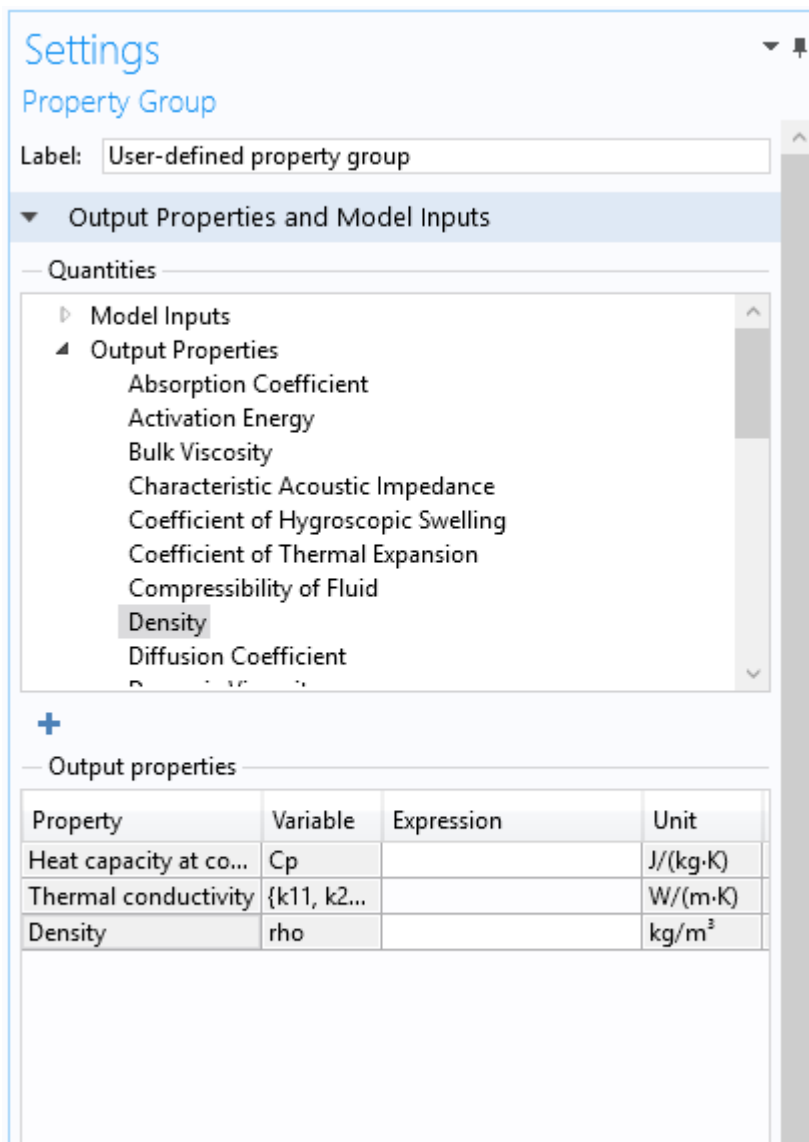 Settings
Property Group
Label: User-defined property group
Output Properties and Model Inputs
Quantities
Model Inputs
Output Properties
Absorption Coefficient
Activation Energy
Bulk Viscosity
Characteristic Acoustic Impedance
Coefficient of Hygroscopic Swelling
Coefficient of Thermal Expansion
Compressibility of Fluid
Density
Diffusion Coefficient
Output properties
Property Variable Expression Unit
Heat capacity at co... Cp J/(kg·K)
Thermal conductivity {k11, k2... W/(m·K)
Density rho kg/m³